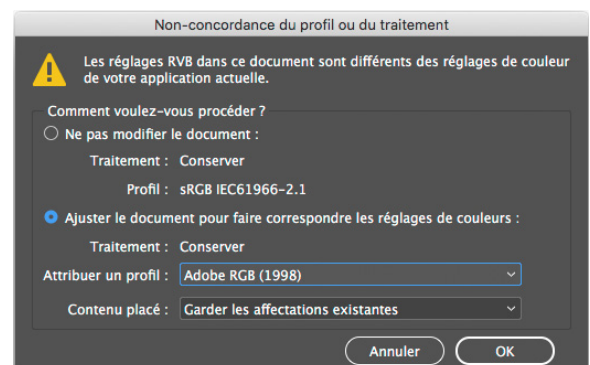 Non-concordance du profil ou du traitement
Les réglages RVB dans ce document sont différents des réglages de couleur
de votre application actuelle.
Comment voulez-vous procéder ?
Ne pas modifier le document :
Traitement : Conserver
Profil : sRGB IEC61966-2.1
Ajuster le document pour faire correspondre les réglages de couleurs :
Traitement : Conserver
Attribuer un profil : Adobe RGB (1998)
Contenu placé : Garder les affectations existantes
Annuler OK